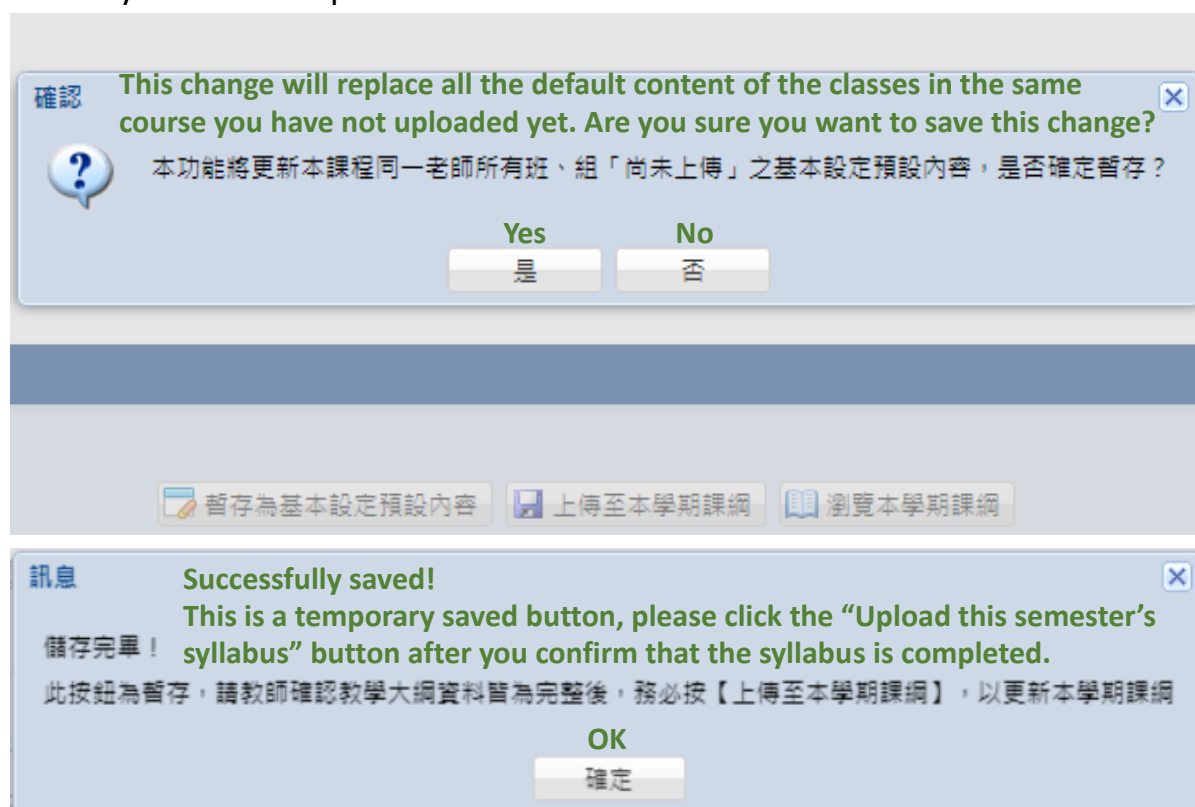 確認
This change will replace all the default content of the classes in the same
course you have not uploaded yet. Are you sure you want to save this change?
本功能將更新本課程同一老師所有班、組「尚未上傳」之基本設定預設內容，是否確定暫存？
Yes No
是 否
暫存為基本設定預設內容 上傳至本學期課綱 瀏覽本學期課綱
訊息
Successfully saved!
This is a temporary saved button, please click the “Upload this semester’s
儲存完畢！ syllabus” button after you confirm that the syllabus is completed.
此按鈕為暫存，請教師確認教學大綱資料皆為完整後，務必按【上傳至本學期課綱】，以更新本學期課綱
OK
確定